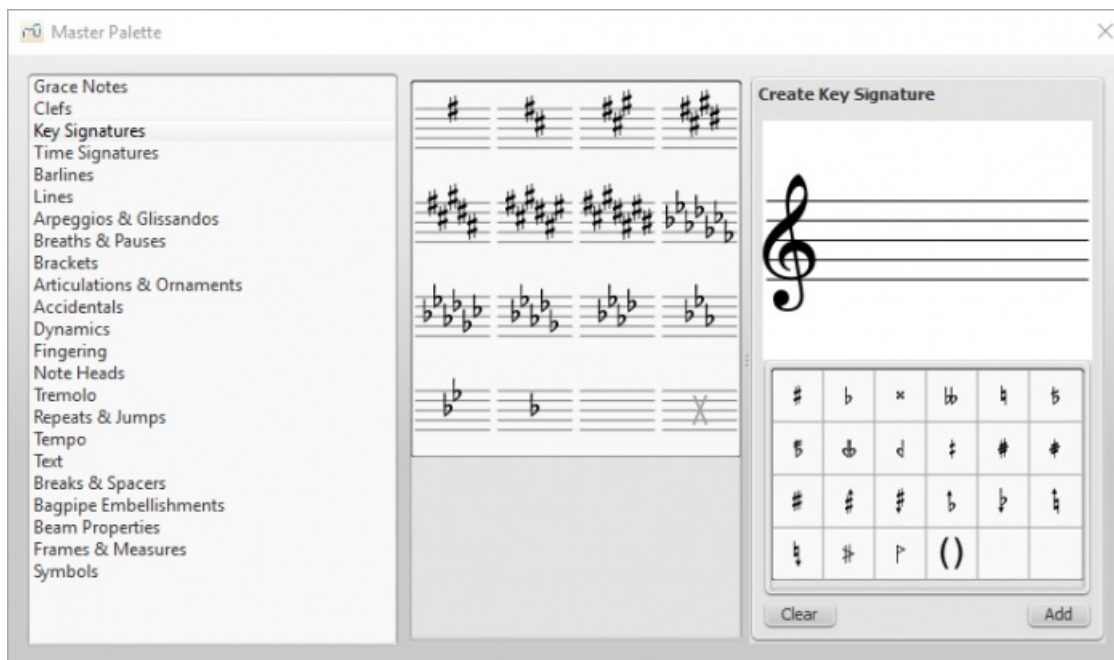 Master Palette
Grace Notes
Clefs
Key Signatures
Time Signatures
Barlines
Lines
Arpeggios & Glissandos
Breaths & Pauses
Brackets
Articulations & Ornaments
Accidentals
Dynamics
Fingering
Note Heads
Tremolo
Repeats & Jumps
Tempo
Text
Breaks & Spacers
Bagpipe Embellishments
Beam Properties
Frames & Measures
Symbols
Create Key Signature
Clear
Add